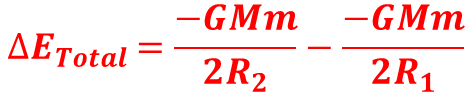 ΔE_Total = -GMm/2R₂ - -GMm/2R₁